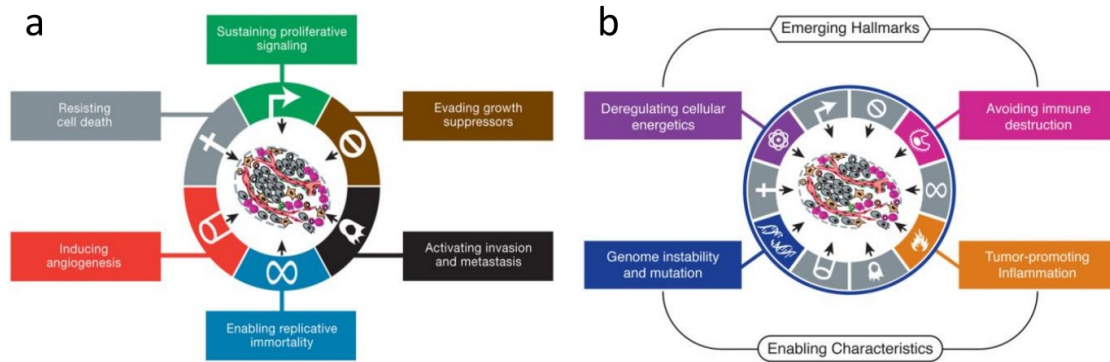 a
Sustaining proliferative
signaling
Resisting
cell death
Evading growth
suppressors
Inducing
angiogenesis
Activating invasion
and metastasis
Enabling replicative
immortality
b
Emerging Hallmarks
Deregulating cellular
energetics
Avoiding immune
destruction
Genome instability
and mutation
Tumor-promoting
Inflammation
Enabling Characteristics